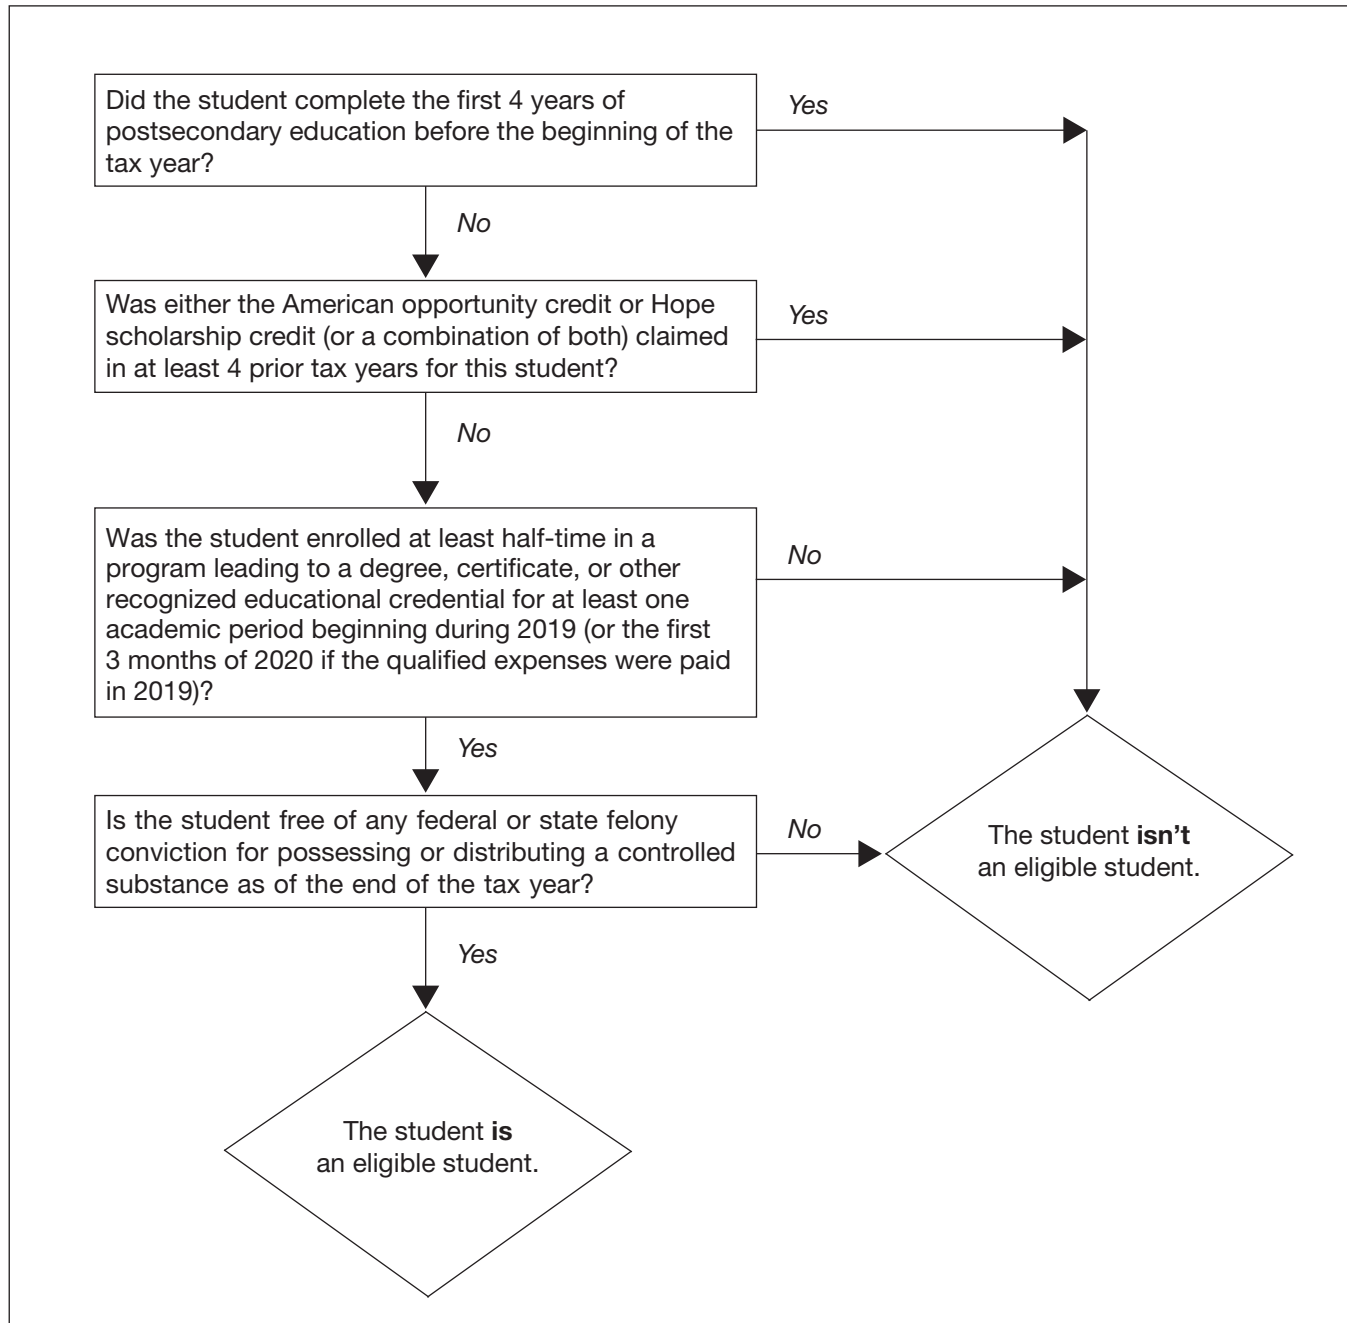 Did the student complete the first 4 years of
postsecondary education before the beginning of the
tax year?
Yes
No
Was either the American opportunity credit or Hope
scholarship credit (or a combination of both) claimed
in at least 4 prior tax years for this student?
Yes
No
Was the student enrolled at least half-time in a
program leading to a degree, certificate, or other
recognized educational credential for at least one
academic period beginning during 2019 (or the first
3 months of 2020 if the qualified expenses were paid
in 2019)?
No
Yes
Is the student free of any federal or state felony
conviction for possessing or distributing a controlled
substance as of the end of the tax year?
No
The student isn't
an eligible student.
Yes
The student is
an eligible student.